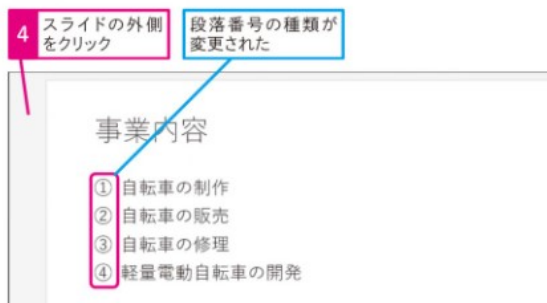 4
スライドの外側
をクリック
段落番号の種類が
変更された
事業内容
① 自転車の制作
② 自転車の販売
③ 自転車の修理
④ 軽量電動自転車の開発